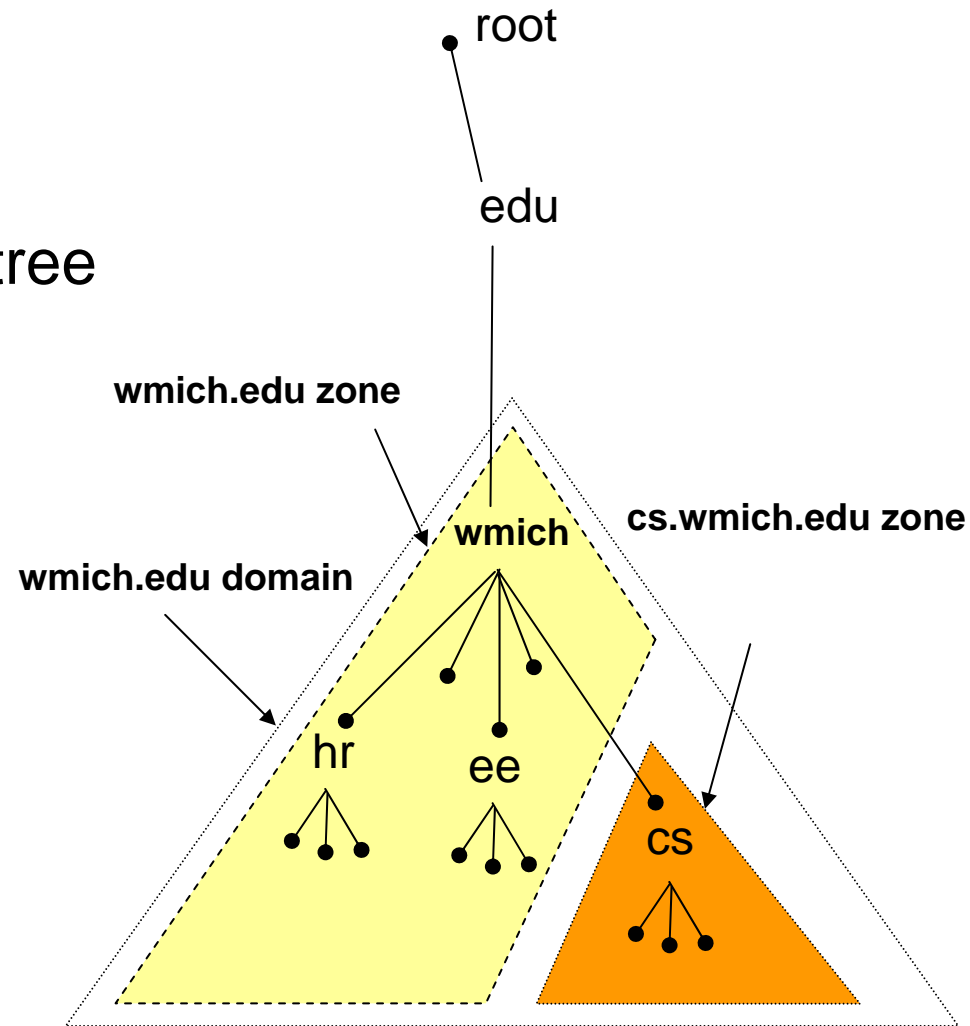 root
edu
tree
wmich.edu zone
cs.wmich.edu zone
wmich
wmich.edu domain
hr
ee
cs